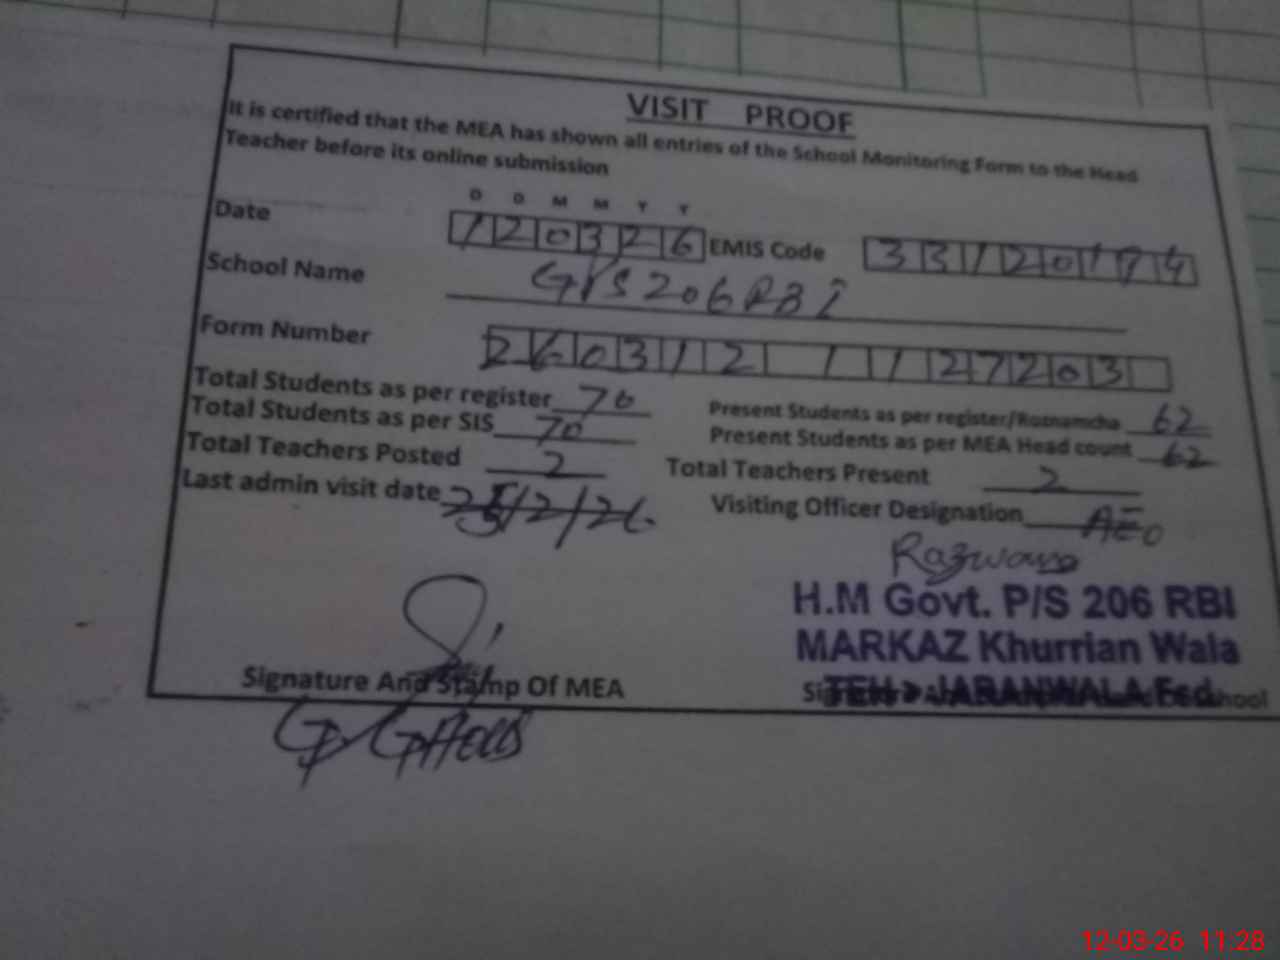 VISIT PROOF
It is certified that the MEA has shown all entries of the School Monitoring Form to the Head
Teacher before its online submission
D D M M Y Y
Date 120326 EMIS Code 33120174
School Name GPS 206 RBI
Form Number 260312 1127203
Total Students as per register 70 Present Students as per register/Roznamcha 62
Total Students as per SIS 70 Present Students as per MEA Head count 62
Total Teachers Posted 2 Total Teachers Present 2
Last admin visit date 25/2/26 Visiting Officer Designation AEO
H.M Govt. P/S 206 RBI
MARKAZ Khurrian Wala
TEH > JARANWALA Fsd.
Signature And Stamp Of MEA
12-03-26 11:28